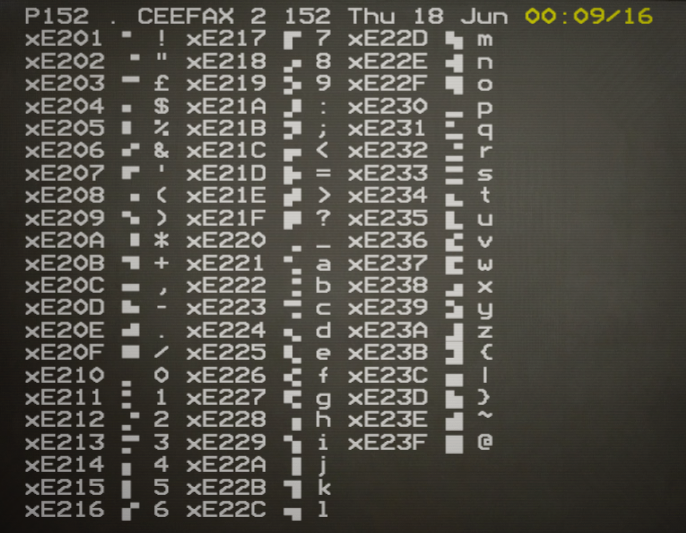 P152 . CEEFAX 2 152 Thu 18 Jun 00:09/16
xE201 ! xE217 7 xE22D m
xE202 " xE218 8 xE22E n
xE203 £ xE219 9 xE22F o
xE204 $ xE21A : xE230 p
xE205 % xE21B ; xE231 q
xE206 & xE21C < xE232 r
xE207 ' xE21D = xE233 s
xE208 ( xE21E > xE234 t
xE209 ) xE21F ? xE235 u
xE20A * xE220 _ xE236 v
xE20B + xE221 a xE237 w
xE20C , xE222 b xE238 x
xE20D - xE223 c xE239 y
xE20E . xE224 d xE23A z
xE20F / xE225 e xE23B {
xE210 0 xE226 f xE23C |
xE211 1 xE227 g xE23D }
xE212 2 xE228 h xE23E ~
xE213 3 xE229 i xE23F @
xE214 4 xE22A j
xE215 5 xE22B k
xE216 6 xE22C l